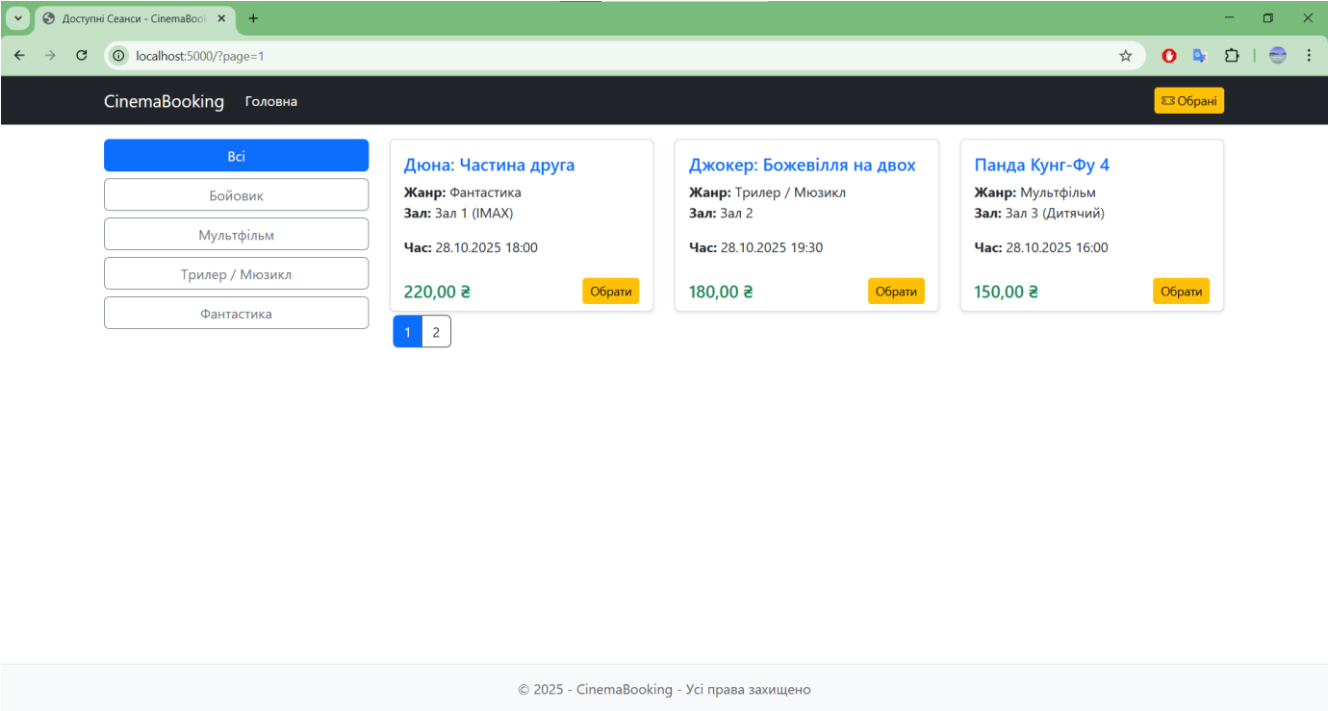 Доступні Сеанси - CinemaBoo
localhost:5000/?page=1
CinemaBooking Головна Обрані
Всі
Бойовик
Мультфільм
Трилер / Мюзикл
Фантастика
Дюна: Частина друга
Жанр: Фантастика
Зал: Зал 1 (IMAX)
Час: 28.10.2025 18:00
220,00 ₴ Обрати
Джокер: Божевілля на двох
Жанр: Трилер / Мюзикл
Зал: Зал 2
Час: 28.10.2025 19:30
180,00 ₴ Обрати
Панда Кунг-Фу 4
Жанр: Мультфільм
Зал: Зал 3 (Дитячий)
Час: 28.10.2025 16:00
150,00 ₴ Обрати
1 2
© 2025 - CinemaBooking - Усі права захищено